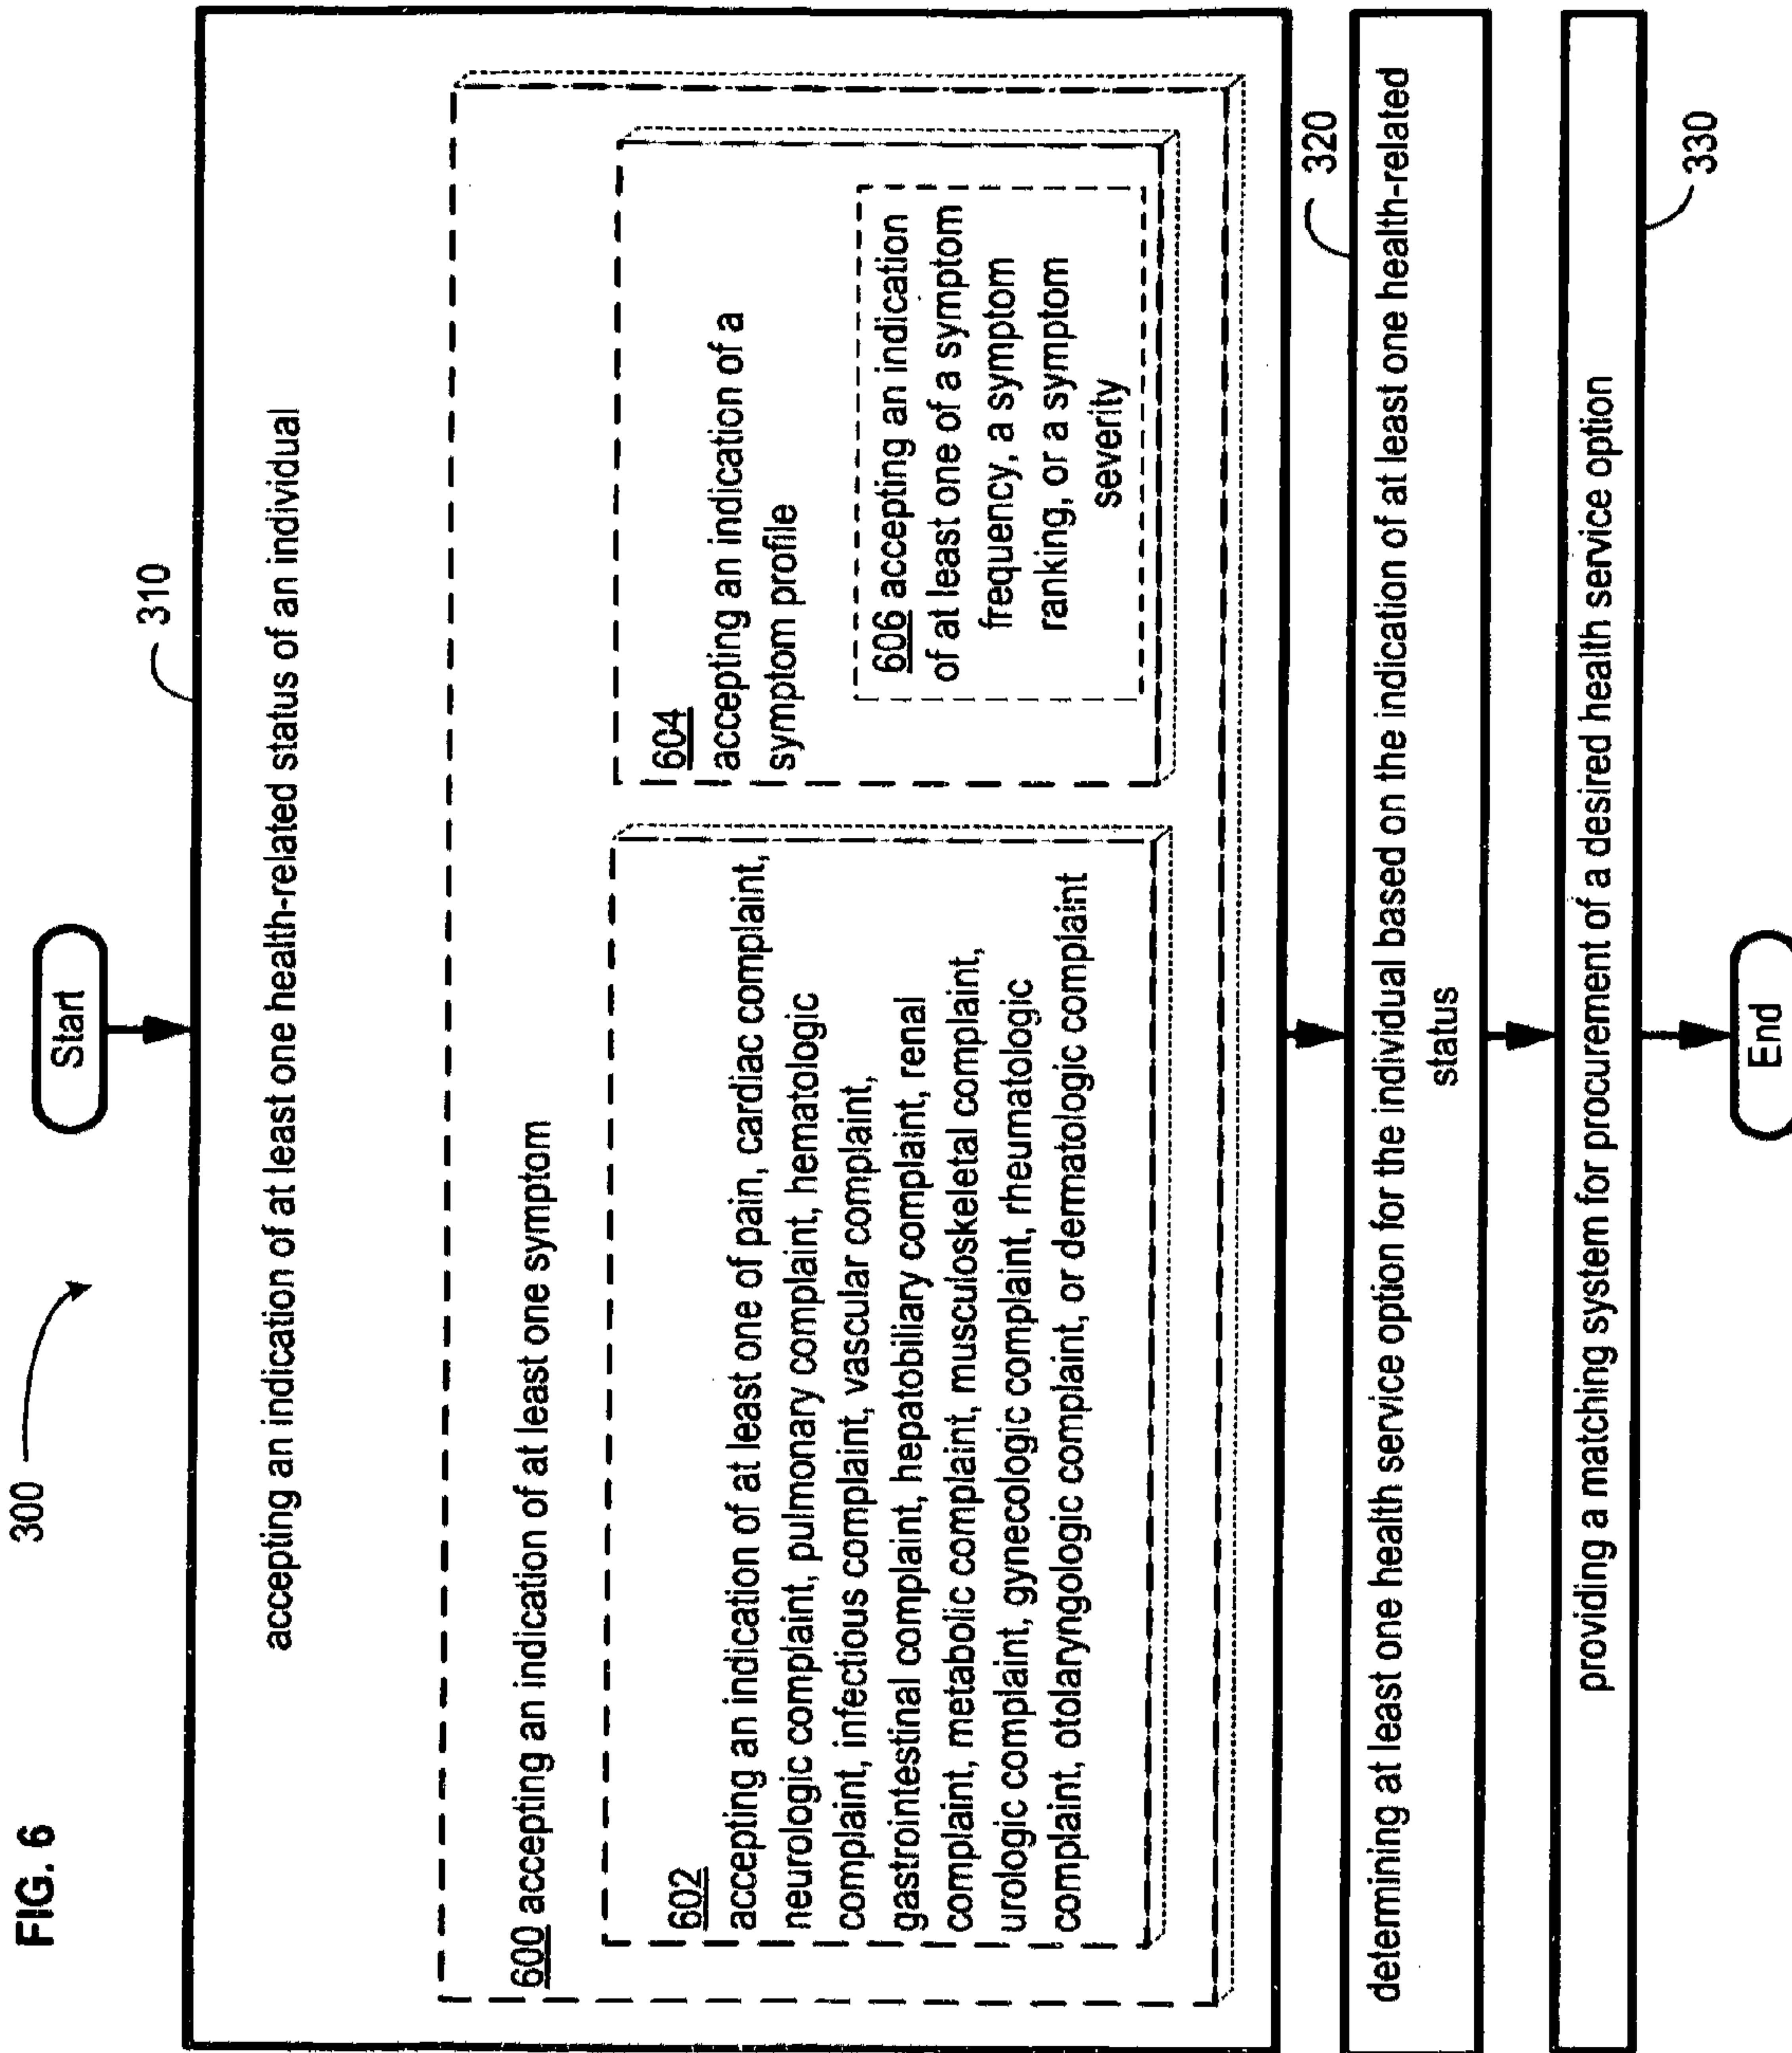 FIG. 6
300
Start
310
accepting an indication of at least one health-related status of an individual
600 accepting an indication of at least one symptom
602
accepting an indication of at least one of pain, cardiac complaint,
neurologic complaint, pulmonary complaint, hematologic
complaint, infectious complaint, vascular complaint,
gastrointestinal complaint, hepatobiliary complaint, renal
complaint, metabolic complaint, musculoskeletal complaint,
urologic complaint, gynecologic complaint, rheumatologic
complaint, otolaryngologic complaint, or dermatologic complaint
604
accepting an indication of a
symptom profile
606 accepting an indication
of at least one of a symptom
frequency, a symptom
ranking, or a symptom
severity
320
determining at least one health service option for the individual based on the indication of at least one health-related
status
330
providing a matching system for procurement of a desired health service option
End